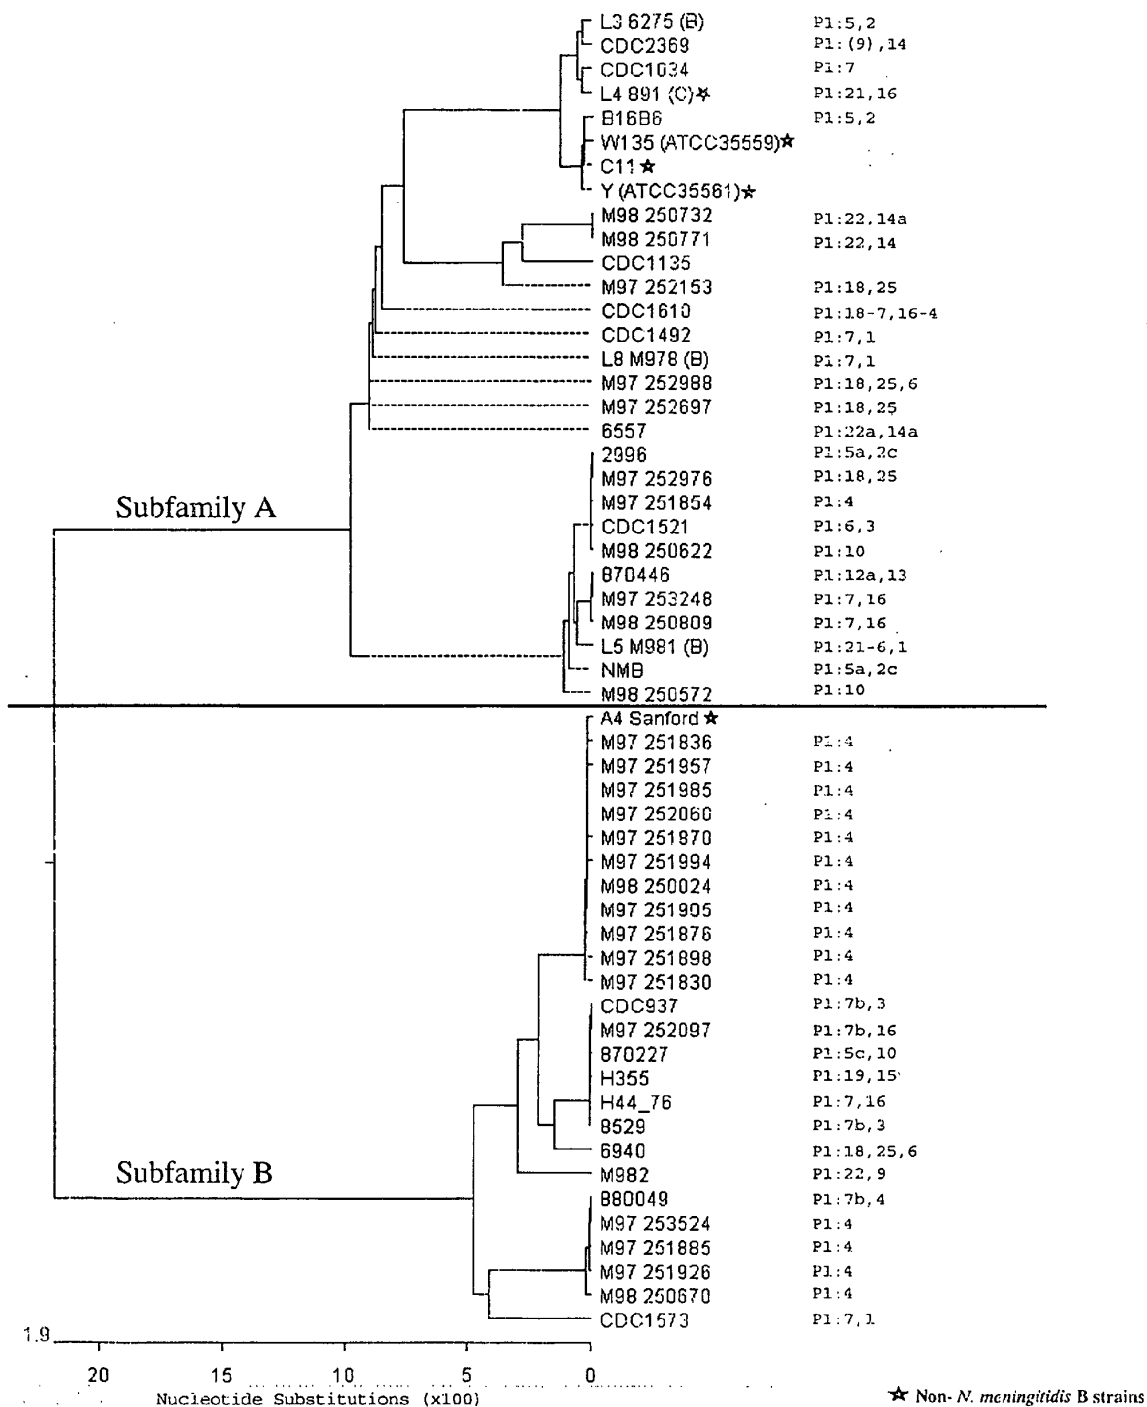 L3 6275 (B) P1:5,2
CDC2369 P1:(9),14
CDC1034 P1:7
L4 891 (C)☆ P1:21,16
B16B6 P1:5,2
W135 (ATCC35559)☆
C11☆
Y (ATCC35561)☆
M98 250732 P1:22,14a
M98 250771 P1:22,14
CDC1135
M97 252153 P1:18,25
CDC1610 P1:18-7,16-4
CDC1492 P1:7,1
L8 M978 (B) P1:7,1
M97 252988 P1:18,25,6
M97 252697 P1:18,25
6557 P1:22a,14a
2996 P1:5a,2c
M97 252976 P1:18,25
M97 251854 P1:4
Subfamily A
CDC1521 P1:6,3
M98 250622 P1:10
870446 P1:12a,13
M97 253248 P1:7,16
M98 250809 P1:7,16
L5 M981 (B) P1:21-6,1
NMB P1:5a,2c
M98 250572 P1:10
A4 Sanford ☆
M97 251836 P1:4
M97 251957 P1:4
M97 251985 P1:4
M97 252060 P1:4
M97 251870 P1:4
M97 251994 P1:4
M98 250024 P1:4
M97 251905 P1:4
M97 251876 P1:4
M97 251898 P1:4
M97 251830 P1:4
CDC937 P1:7b,3
M97 252097 P1:7b,16
870227 P1:5c,10
H355 P1:19,15
H44_76 P1:7,16
8529 P1:7b,3
6940 P1:18,25,6
Subfamily B
M982 P1:22,9
880049 P1:7b,4
M97 253524 P1:4
M97 251885 P1:4
M97 251926 P1:4
M98 250670 P1:4
CDC1573 P1:7,1
1.9
20 15 10 5 0
Nucleotide Substitutions (x100)
☆ Non- N. meningitidis B strains